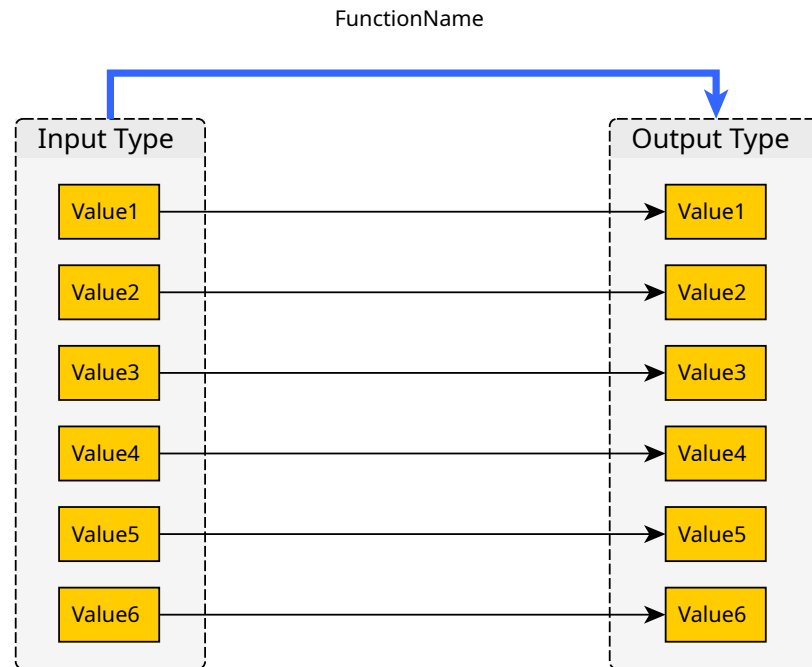 FunctionName
Input Type
Output Type
Value1
Value1
Value2
Value2
Value3
Value3
Value4
Value4
Value5
Value5
Value6
Value6